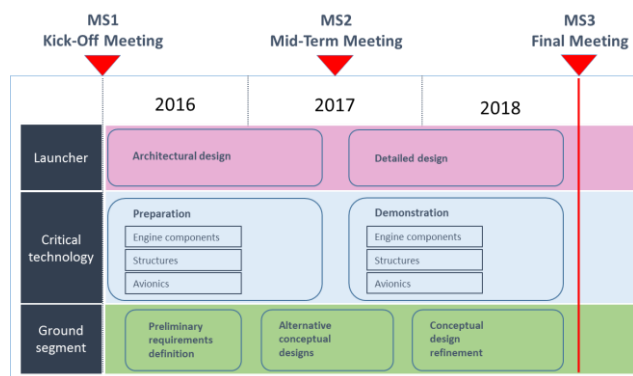 MS1
Kick-Off Meeting
MS2
Mid-Term Meeting
MS3
Final Meeting
2016
2017
2018
Launcher
Architectural design
Detailed design
Critical
technology
Preparation
Engine components
Structures
Avionics
Demonstration
Engine components
Structures
Avionics
Ground
segment
Preliminary
requirements
definition
Alternative
conceptual
designs
Conceptual
design
refinement